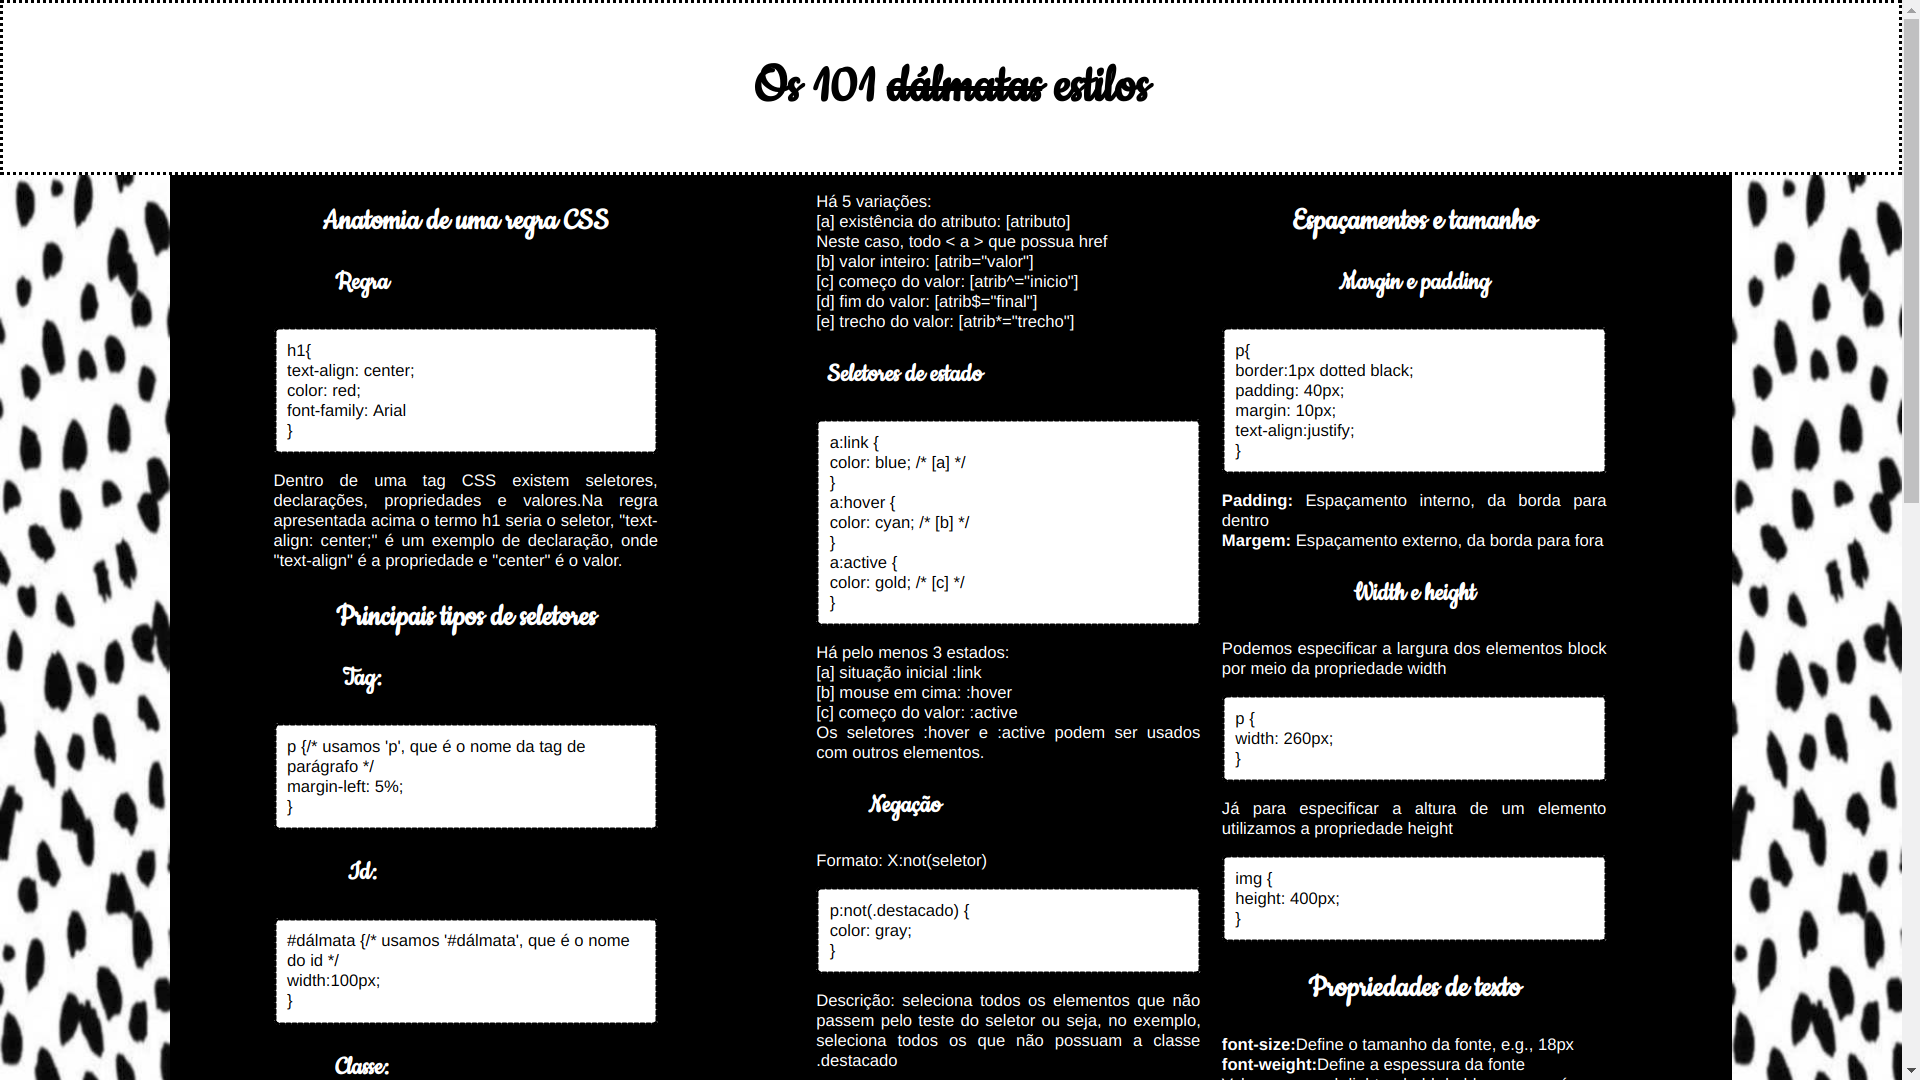 Os 101 dálmatas estilos
Anatomia de uma regra CSS
Regra
h1{
text-align: center;
color: red;
font-family: Arial
}
Dentro de uma tag CSS existem seletores,
declarações, propriedades e valores.Na regra
apresentada acima o termo h1 seria o seletor, "text-
align: center;" é um exemplo de declaração, onde
"text-align" é a propriedade e "center" é o valor.
Principais tipos de seletores
Tag:
p {/* usamos 'p', que é o nome da tag de
parágrafo */
margin-left: 5%;
}
Id:
#dálmata {/* usamos '#dálmata', que é o nome
do id */
width:100px;
}
Classe:
Há 5 variações:
[a] existência do atributo: [atributo]
Neste caso, todo < a > que possua href
[b] valor inteiro: [atrib="valor"]
[c] começo do valor: [atrib^="inicio"]
[d] fim do valor: [atrib$="final"]
[e] trecho do valor: [atrib*="trecho"]
Seletores de estado
a:link {
color: blue; /* [a] */
}
a:hover {
color: cyan; /* [b] */
}
a:active {
color: gold; /* [c] */
}
Há pelo menos 3 estados:
[a] situação inicial :link
[b] mouse em cima: :hover
[c] começo do valor: :active
Os seletores :hover e :active podem ser usados
com outros elementos.
Negação
Formato: X:not(seletor)
p:not(.destacado) {
color: gray;
}
Descrição: seleciona todos os elementos que não
passem pelo teste do seletor ou seja, no exemplo,
seleciona todos os que não possuam a classe
.destacado
Espaçamentos e tamanho
Margin e padding
p{
border:1px dotted black;
padding: 40px;
margin: 10px;
text-align:justify;
}
Padding: Espaçamento interno, da borda para
dentro
Margem: Espaçamento externo, da borda para fora
Width e height
Podemos especificar a largura dos elementos block
por meio da propriedade width
p {
width: 260px;
}
Já para especificar a altura de um elemento
utilizamos a propriedade height
img {
height: 400px;
}
Propriedades de texto
font-size:Define o tamanho da fonte, e.g., 18px
font-weight:Define a espessura da fonte